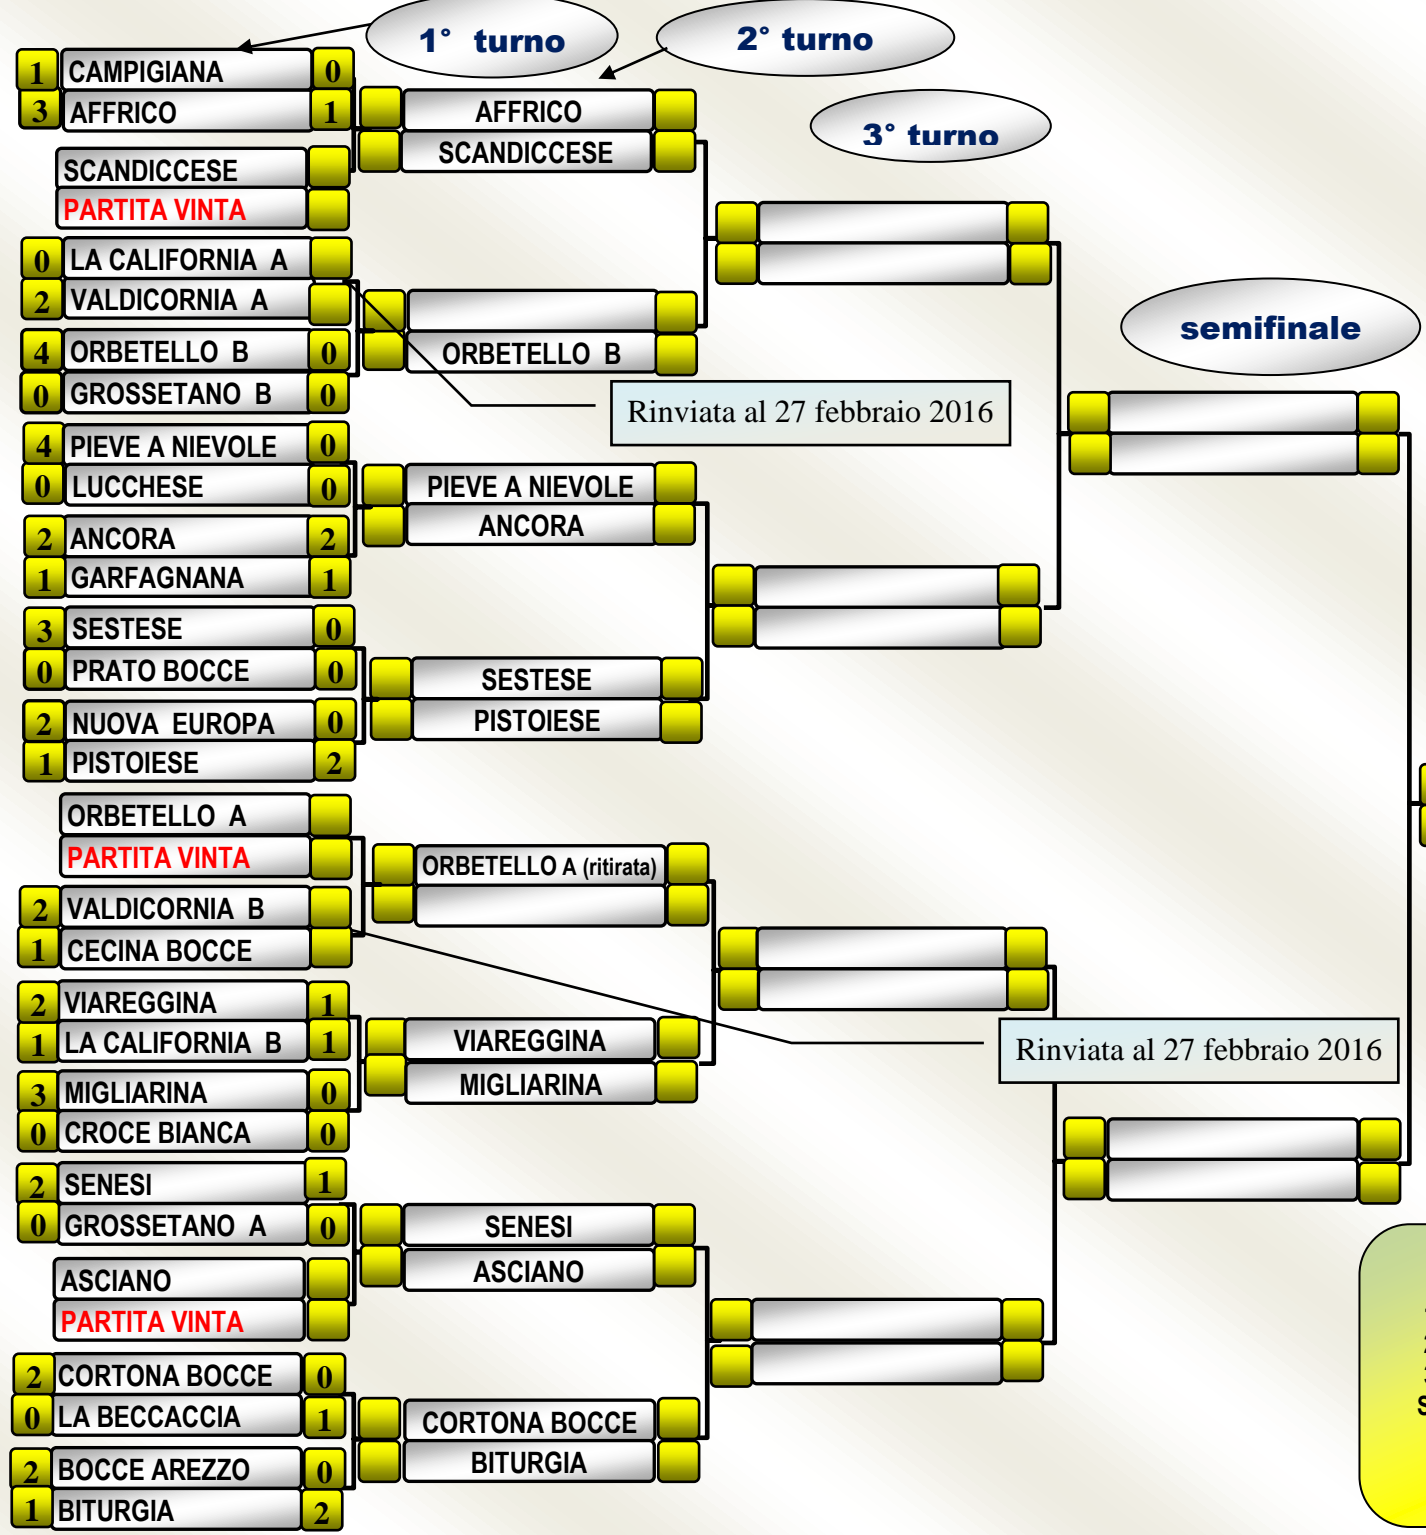 1° turno
2° turno
3° turno
semifinale
1 CAMPIGIANA 0
3 AFFRICO 1
SCANDICCESE
PARTITA VINTA
0 LA CALIFORNIA A
2 VALDICORNIA A
4 ORBETELLO B 0
0 GROSSETANO B 0
4 PIEVE A NIEVOLE 0
0 LUCCHESE 0
2 ANCORA 2
1 GARFAGNANA 1
3 SESTESE 0
0 PRATO BOCCE 0
2 NUOVA EUROPA 0
1 PISTOIESE 2
ORBETELLO A
PARTITA VINTA
2 VALDICORNIA B
1 CECINA BOCCE
2 VIAREGGINA 1
1 LA CALIFORNIA B 1
3 MIGLIARINA 0
0 CROCE BIANCA 0
2 SENESI 1
0 GROSSETANO A 0
ASCIANO
PARTITA VINTA
2 CORTONA BOCCE 0
0 LA BECCACCIA 1
2 BOCCE AREZZO 0
1 BITURGIA 2
AFFRICO
SCANDICCESE
ORBETELLO B
Rinviata al 27 febbraio 2016
PIEVE A NIEVOLE
ANCORA
SESTESE
PISTOIESE
ORBETELLO A (ritirata)
VIAREGGINA
MIGLIARINA
Rinviata al 27 febbraio 2016
SENESI
ASCIANO
CORTONA BOCCE
BITURGIA